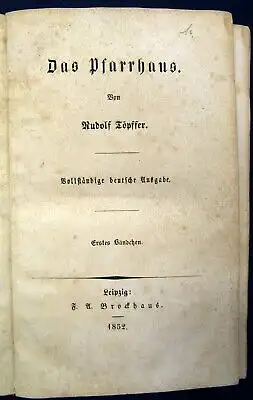 Das Pfarrhaus.
Von
Rudolf Töpffer.
Vollständige deutsche Ausgabe.
Erstes Bändchen.
Leipzig:
F. A. Brockhaus.
1852.